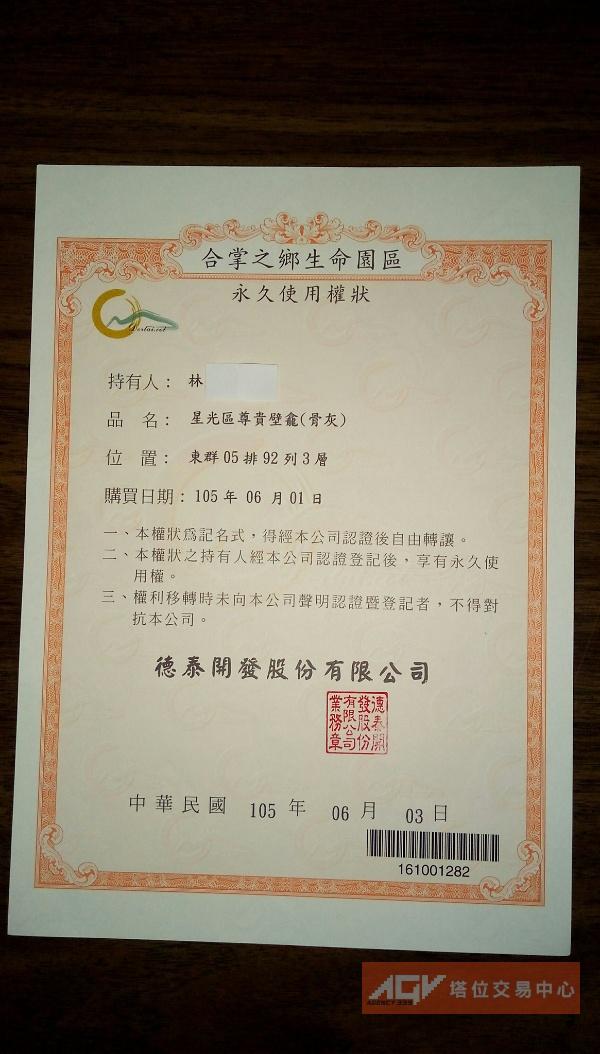 合掌之鄉生命園區
永久使用權狀
Dertai.cet
持有人： 林
品　名： 星光區尊貴壁龕(骨灰)
位　置： 東群05排92列3層
購買日期： 105 年 06 月 01 日
一、本權狀爲記名式，得經本公司認證後自由轉讓。
二、本權狀之持有人經本公司認證登記後，享有永久使
用權。
三、權利移轉時未向本公司聲明認證暨登記者，不得對
抗本公司。
德泰開發股份有限公司
德泰開
發股份
有限公司
業務章
中華民國 105 年 06 月 03 日
161001282
AGV 塔位交易中心
AGENCY 339